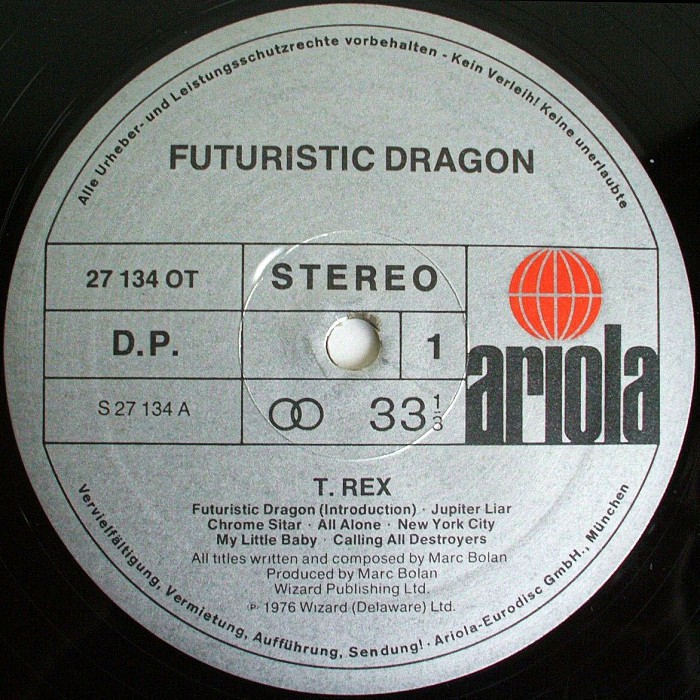 Alle Urheber- und Leistungsschutzrechte vorbehalten - Kein Verleih! Keine unerlaubte
FUTURISTIC DRAGON
27 134 OT
STEREO
D.P.
1
S 27 134 A
33 1/3
ariola
T. REX
Futuristic Dragon (Introduction) · Jupiter Liar
Chrome Sitar · All Alone · New York City
My Little Baby · Calling All Destroyers
All titles written and composed by Marc Bolan
Produced by Marc Bolan
Wizard Publishing Ltd.
℗ 1976 Wizard (Delaware) Ltd.
Vervielfältigung, Vermietung, Aufführung, Sendung! · Ariola-Eurodisc GmbH., München